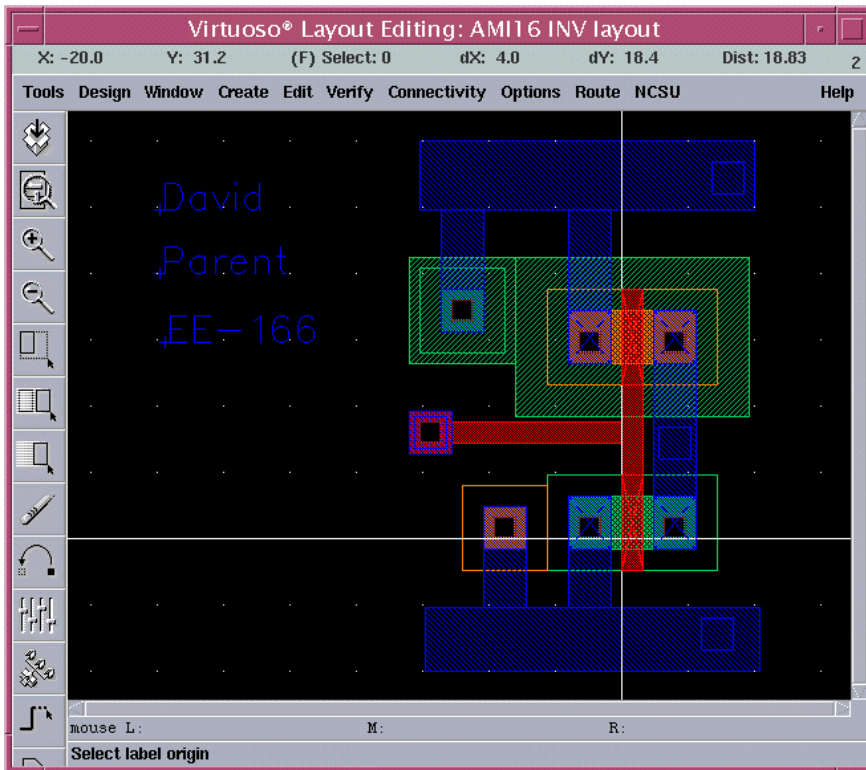 Virtuoso® Layout Editing: AMI16 INV layout
X: -20.0 Y: 31.2 (F) Select: 0 dX: 4.0 dY: 18.4 Dist: 18.83 2
Tools Design Window Create Edit Verify Connectivity Options Route NCSU Help
David
Parent
EE-166
mouse L: M: R:
Select label origin